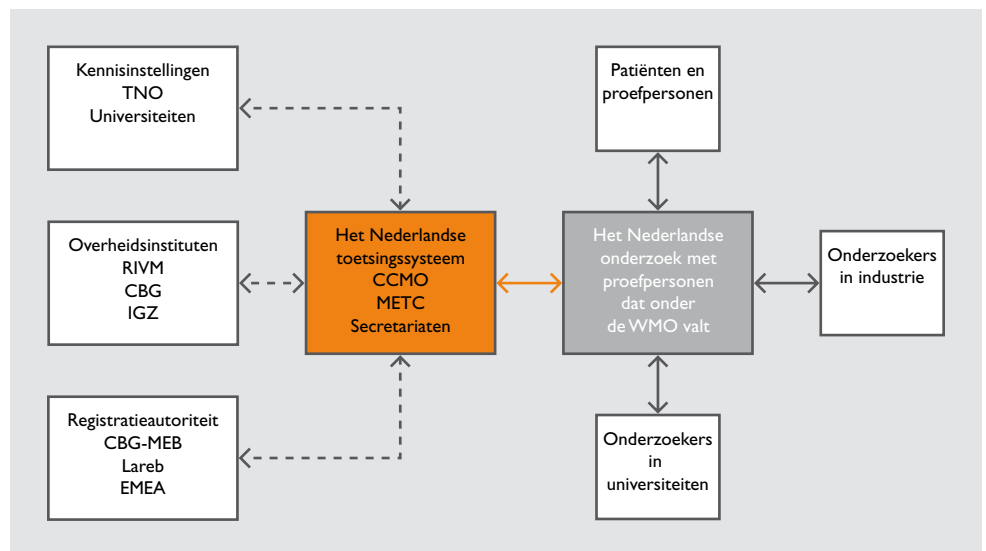 Kennisinstellingen
TNO
Universiteiten
Patiënten en
proefpersonen
Overheidsinstituten
RIVM
CBG
IGZ
Het Nederlandse
toetsingssysteem
CCMO
METC
Secretariaten
Het Nederlandse
onderzoek met
proefpersonen
dat onder
de WMO valt
Onderzoekers
in industrie
Registratieautoriteit
CBG-MEB
Lareb
EMEA
Onderzoekers
in
universiteiten